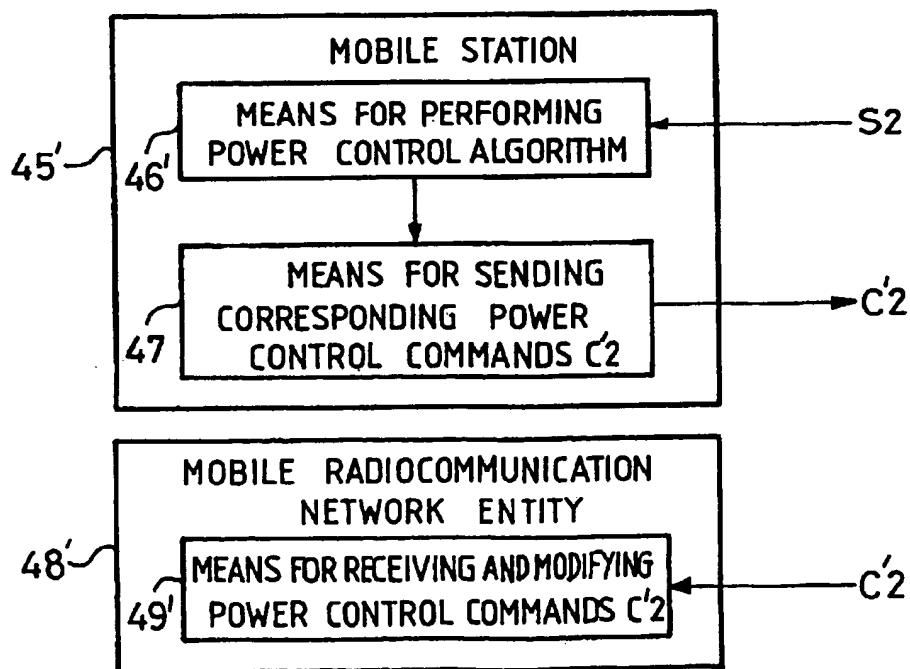 MOBILE STATION
MEANS FOR PERFORMING
POWER CONTROL ALGORITHM
S2
45'
46'
MEANS FOR SENDING
CORRESPONDING POWER
CONTROL COMMANDS C'2
C'2
47
MOBILE RADIOCOMMUNICATION
NETWORK ENTITY
48'
MEANS FOR RECEIVING AND MODIFYING
POWER CONTROL COMMANDS C'2
C'2
49'